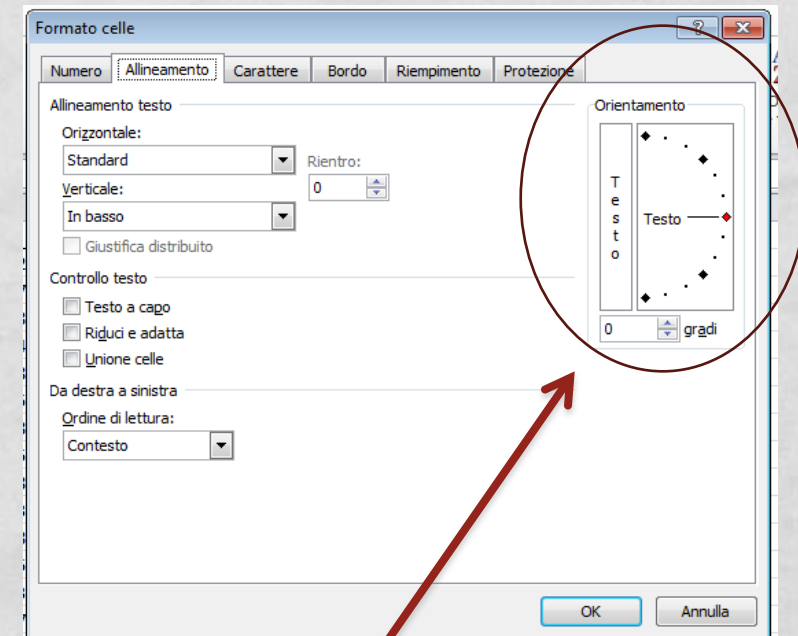 Formato celle
Numero Allineamento Carattere Bordo Riempimento Protezione
Allineamento testo
Orizzontale:
Standard
Rientro:
0
Verticale:
In basso
Giustifica distribuito
Controllo testo
Testo a capo
Riduci e adatta
Unione celle
Da destra a sinistra
Ordine di lettura:
Contesto
Orientamento
Testo
Testo
0 gradi
OK Annulla